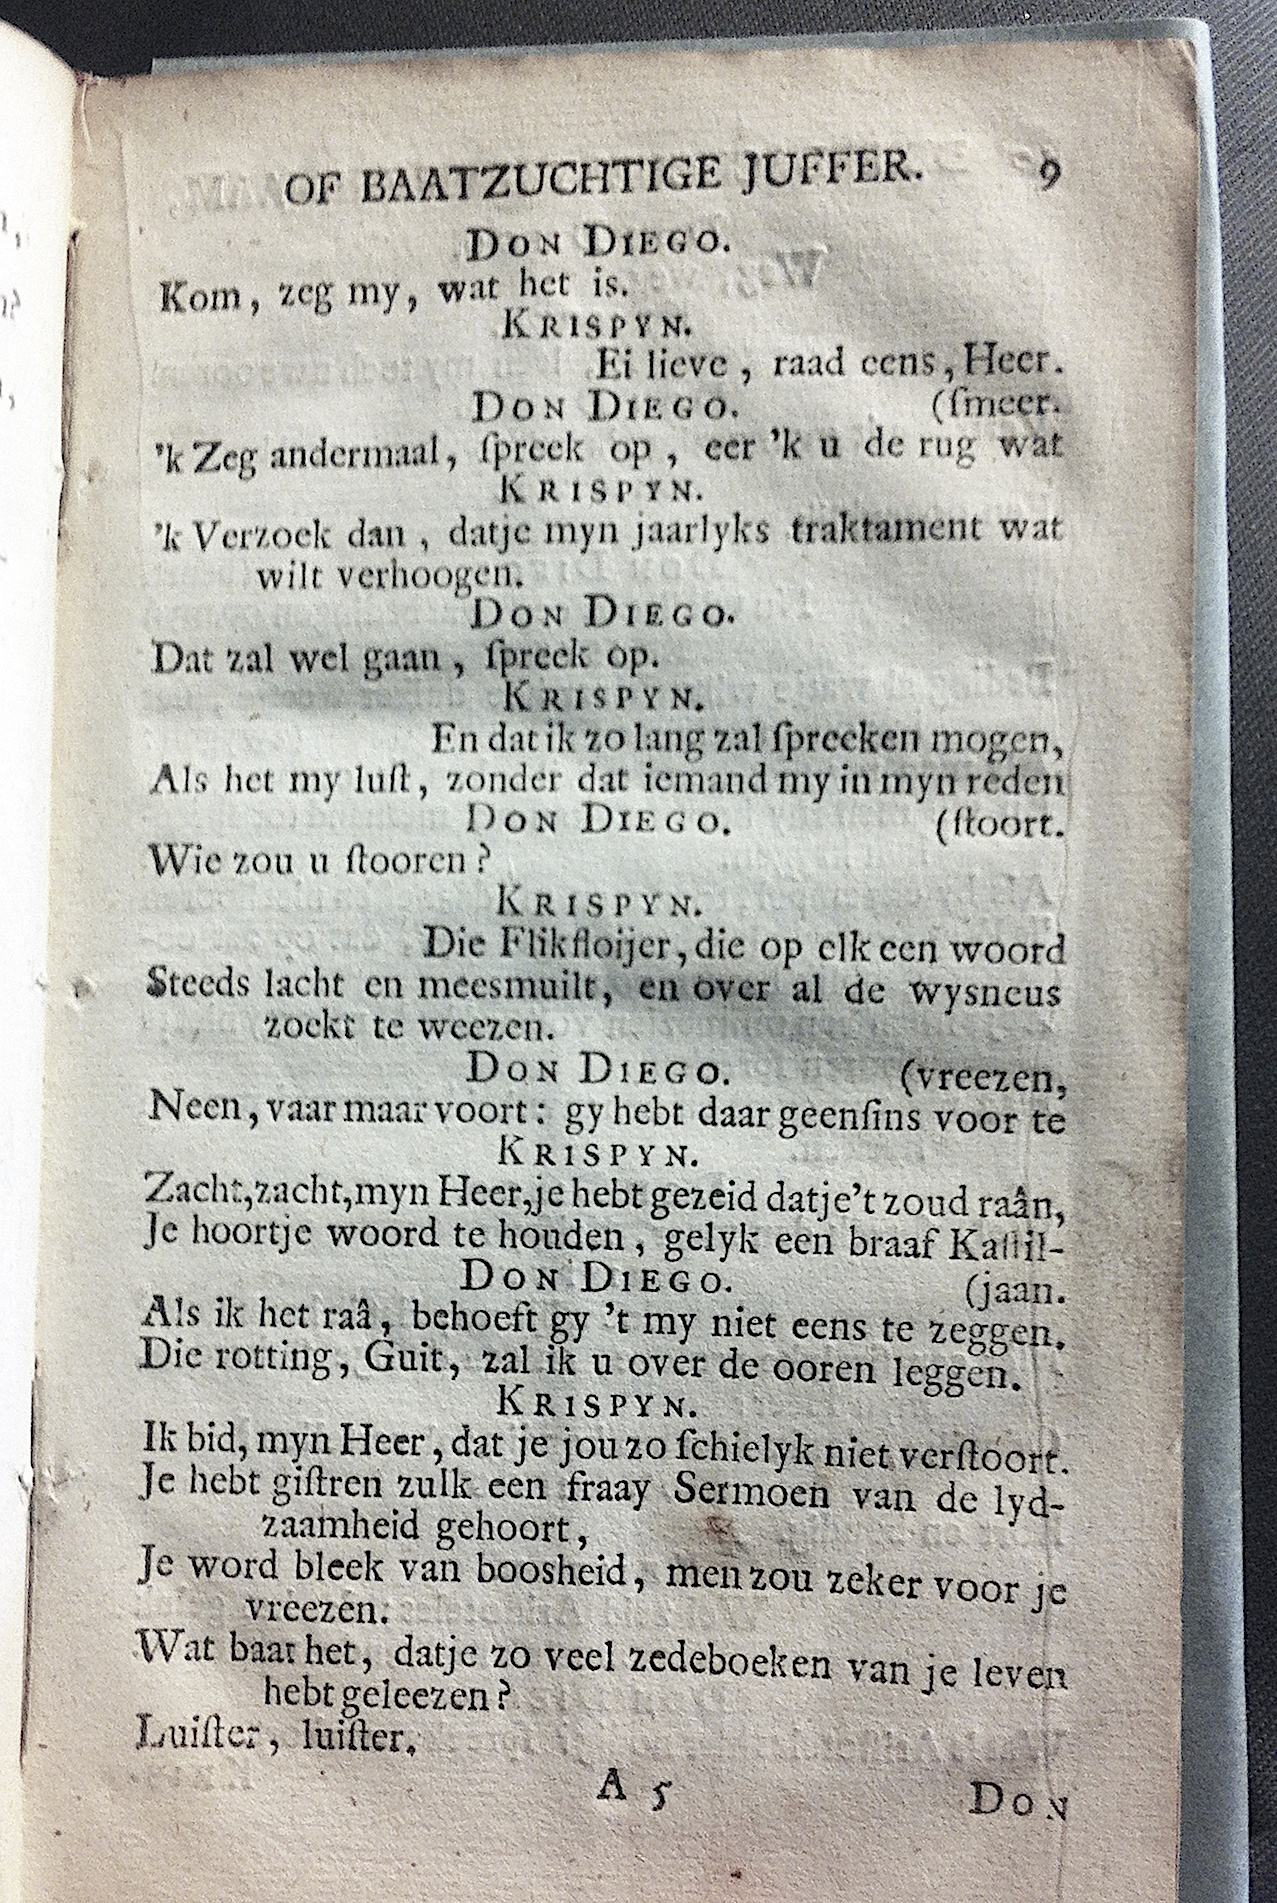 OF BAATZUCHTIGE JUFFER. 9
DON DIEGO.
Kom, zeg my, wat het is.
KRISPYN.
Ei lieve, raad eens, Heer.
DON DIEGO. (ſmeer.
'k Zeg andermaal, ſpreek op, eer 'k u de rug wat
KRISPYN.
'k Verzoek dan, datje myn jaarlyks traktament wat
wilt verhoogen.
DON DIEGO.
Dat zal wel gaan, ſpreek op.
KRISPYN.
En dat ik zo lang zal ſpreeken mogen,
Als het my luſt, zonder dat iemand my in myn reden
DON DIEGO. (ſtoort.
Wie zou u ſtooren?
KRISPYN.
Die Flikfloijer, die op elk een woord
Steeds lacht en meesmuilt, en over al de wysneus
zoekt te weezen.
DON DIEGO. (vreezen,
Neen, vaar maar voort: gy hebt daar geenſins voor te
KRISPYN.
Zacht, zacht, myn Heer, je hebt gezeid datje't zoud raân,
Je hoortje woord te houden, gelyk een braaf Kaſtil-
DON DIEGO. (jaan.
Als ik het raâ, behoeft gy 't my niet eens te zeggen.
Die rotting, Guit, zal ik u over de ooren leggen.
KRISPYN.
Ik bid, myn Heer, dat je jou zo ſchielyk niet verſtoort.
Je hebt giſtren zulk een fraay Sermoen van de lyd-
zaamheid gehoort,
Je word bleek van boosheid, men zou zeker voor je
vreezen.
Wat baat het, datje zo veel zedeboeken van je leven
hebt geleezen?
Luiſter, luiſter.
A 5 DON